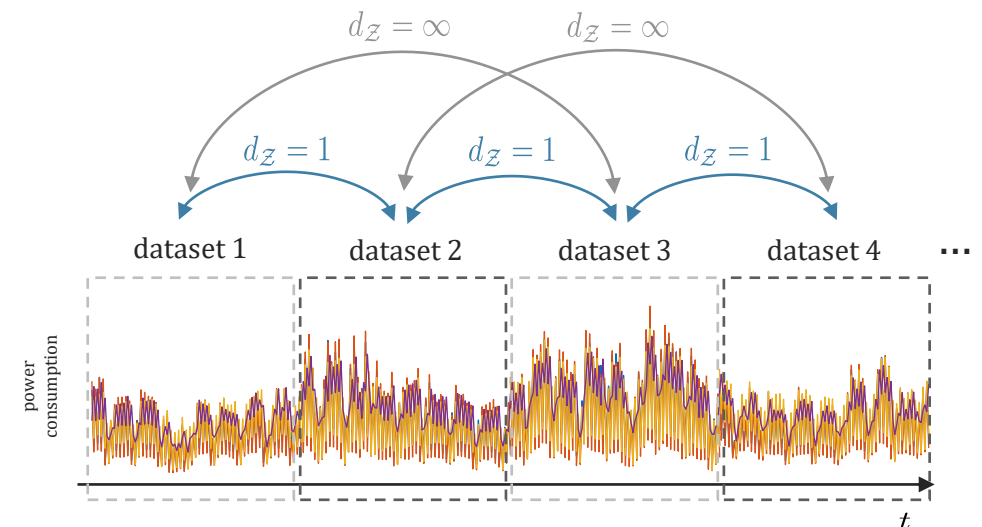 d_𝒵 = ∞
d_𝒵 = ∞
d_𝒵 = 1
d_𝒵 = 1
d_𝒵 = 1
dataset 1
dataset 2
dataset 3
dataset 4
...
power
consumption
t